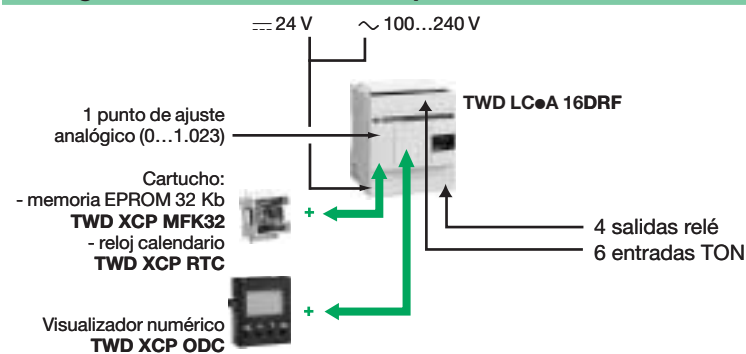 ⎓ 24 V
∼ 100…240 V
TWD LC●A 16DRF
1 punto de ajuste
analógico (0…1.023)
Cartucho:
- memoria EPROM 32 Kb
TWD XCP MFK32
- reloj calendario
TWD XCP RTC
+
4 salidas relé
6 entradas TON
Visualizador numérico
TWD XCP ODC
+